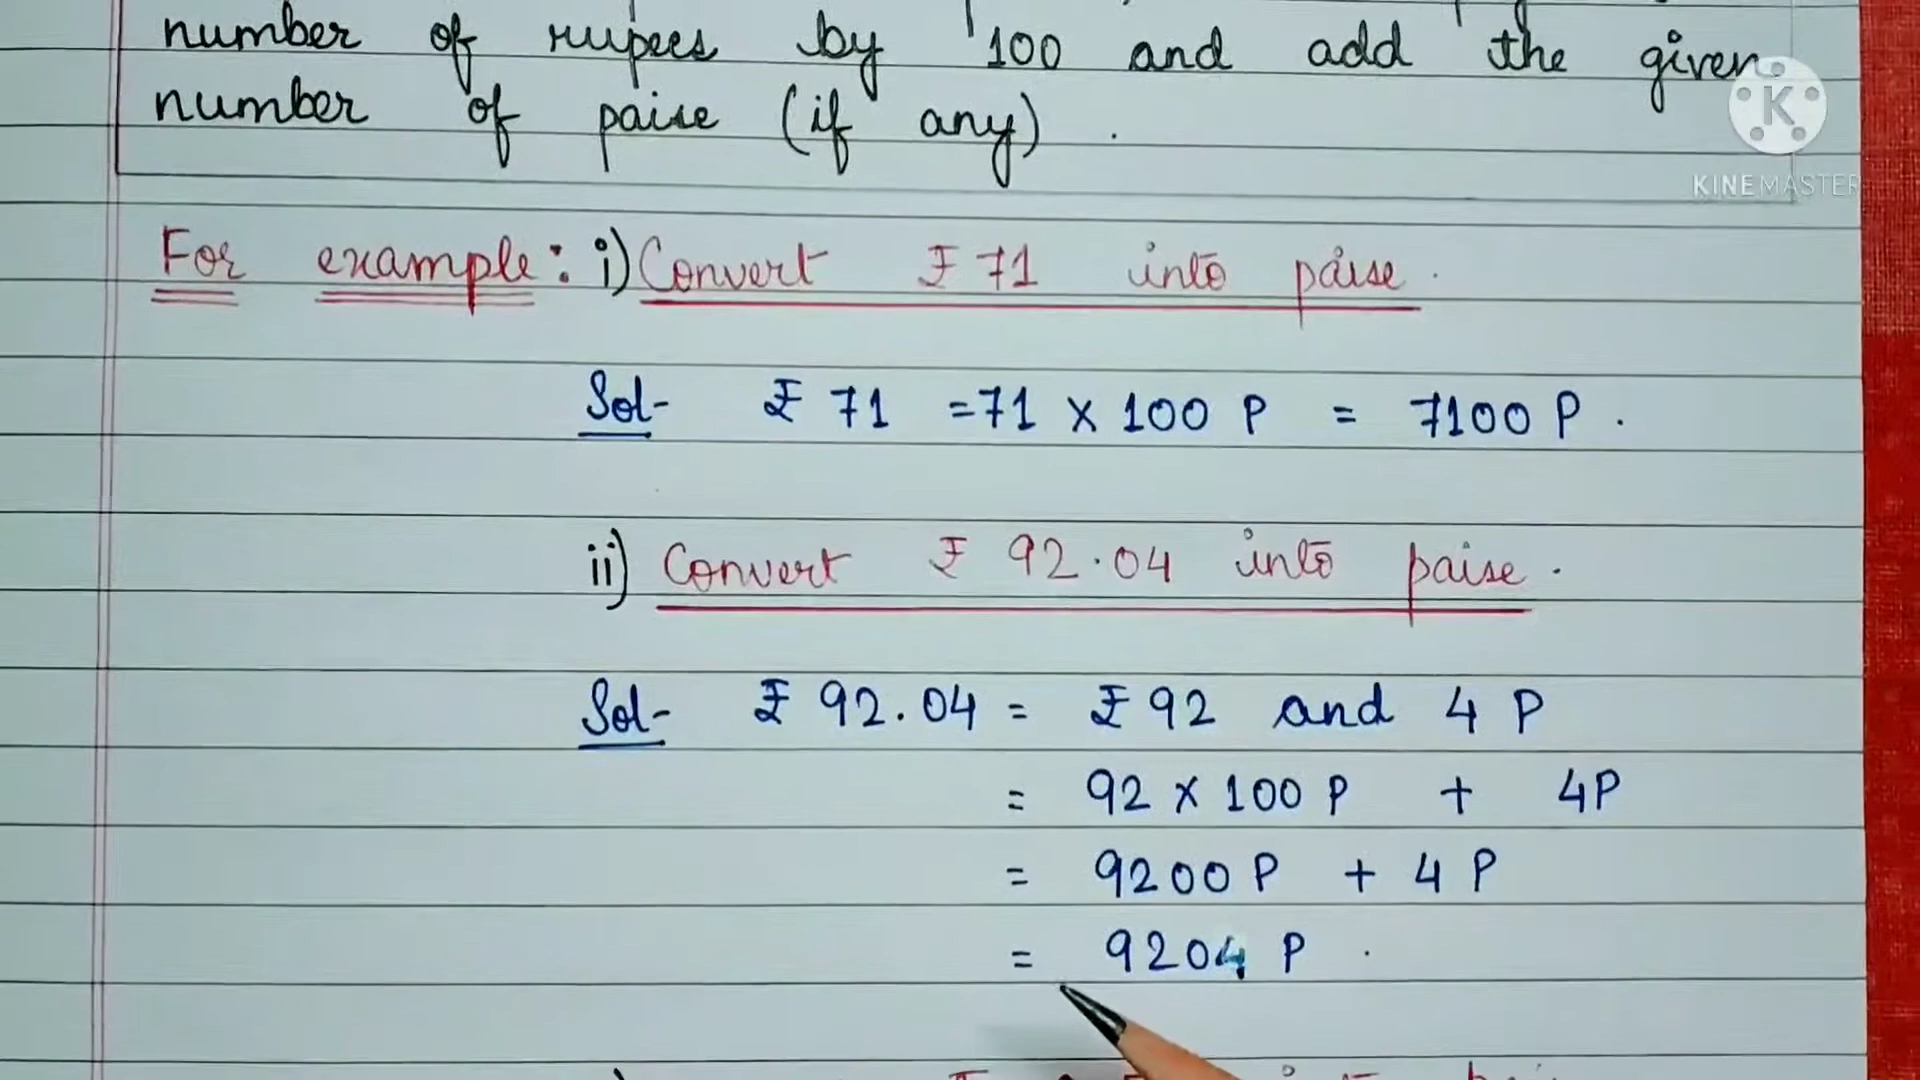 number of rupees by 100 and add the given
number of paise (if any) .
K
KINEMASTER
For example: i) Convert ₹ 71 into paise .
Sol- ₹ 71 = 71 x 100 P = 7100 P .
ii) Convert ₹ 92.04 into paise .
Sol- ₹ 92.04 = ₹ 92 and 4 P
= 92 x 100 P + 4P
= 9200 P + 4 P
= 9204 P .